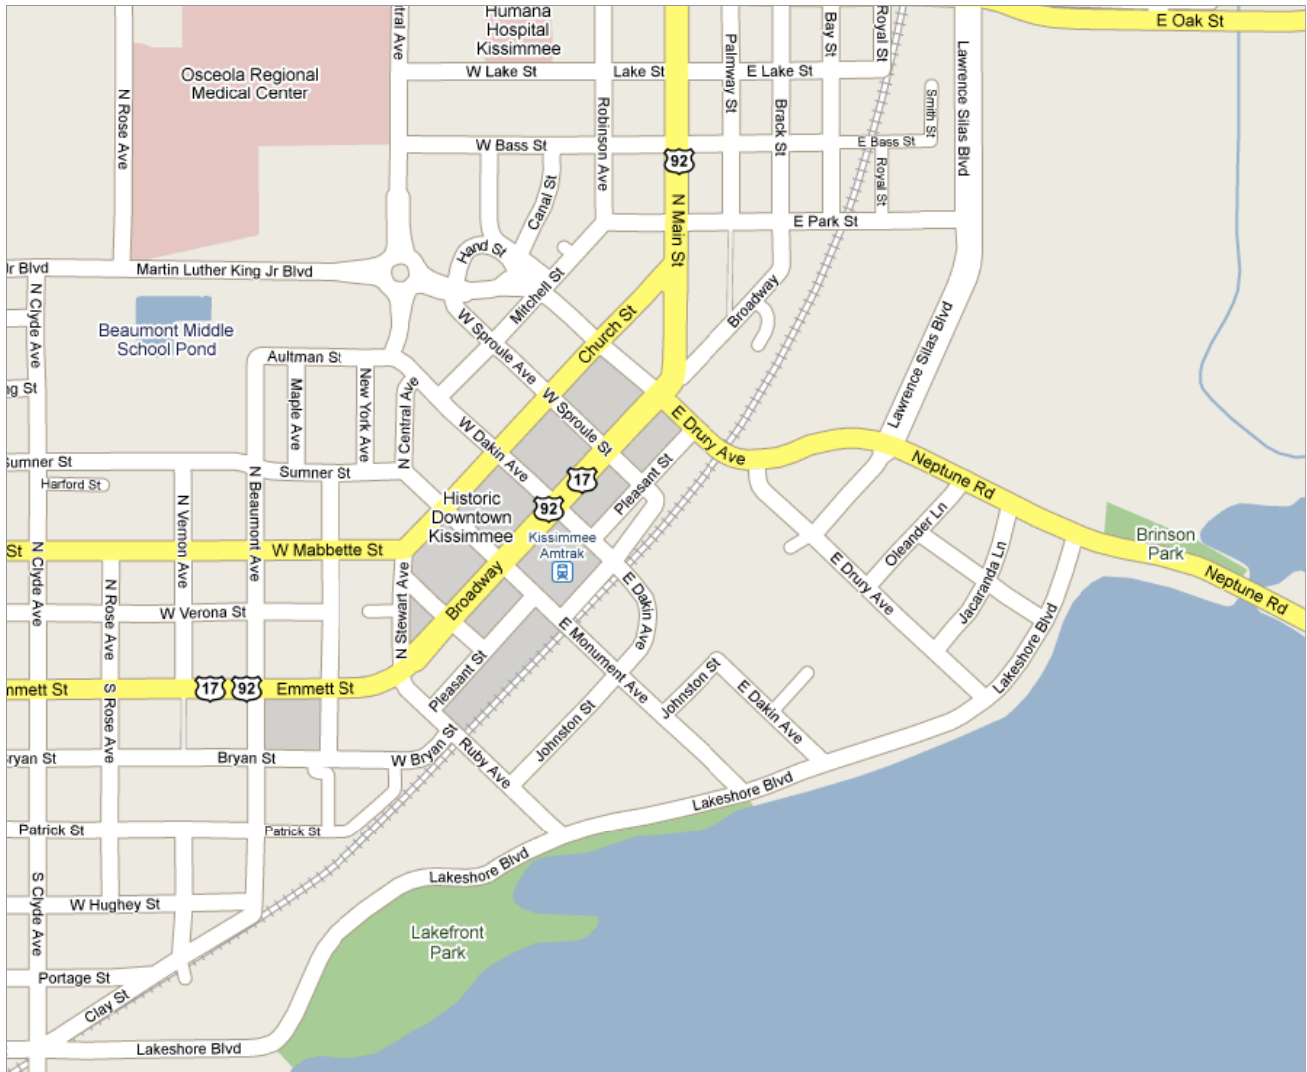 Humana
Hospital
Kissimmee
tral Ave
Bay St
Royal St
E Oak St
Osceola Regional
Medical Center
N Rose Ave
W Lake St
Lake St
E Lake St
Palmway St
Lawrence Silas Blvd
Robinson Ave
Brack St
Smith St
W Bass St
E Bass St
92
Royal St
Canal St
N Main St
E Park St
Hand St
Jr Blvd
Martin Luther King Jr Blvd
N Clyde Ave
Mitchell St
Broadway
Beaumont Middle
School Pond
Church St
W Sproule Ave
Lawrence Silas Blvd
Aultman St
ng St
Maple Ave
New York Ave
N Central Ave
W Sproule St
E Drury Ave
W Dakin Ave
Sumner St
Sumner St
Neptune Rd
Harford St
N Beaumont Ave
N Vernon Ave
17
Pleasant St
Historic
Downtown
Kissimmee
92
Oleander Ln
Kissimmee
Amtrak
Brinson
Park
St
W Mabbette St
N Clyde Ave
N Rose Ave
Broadway
E Dakin Ave
E Drury Ave
Jacaranda Ln
Neptune Rd
W Verona St
N Stewart Ave
E Monument Ave
Lakeshore Blvd
mmett St
17
92
Emmett St
Pleasant St
Johnston St
S Rose Ave
E Dakin Ave
Johnston St
ryan St
Bryan St
W Bryan St
Ruby Ave
Lakeshore Blvd
Patrick St
Patrick St
Lakeshore Blvd
S Clyde Ave
W Hughey St
Lakefront
Park
Portage St
Clay St
Lakeshore Blvd